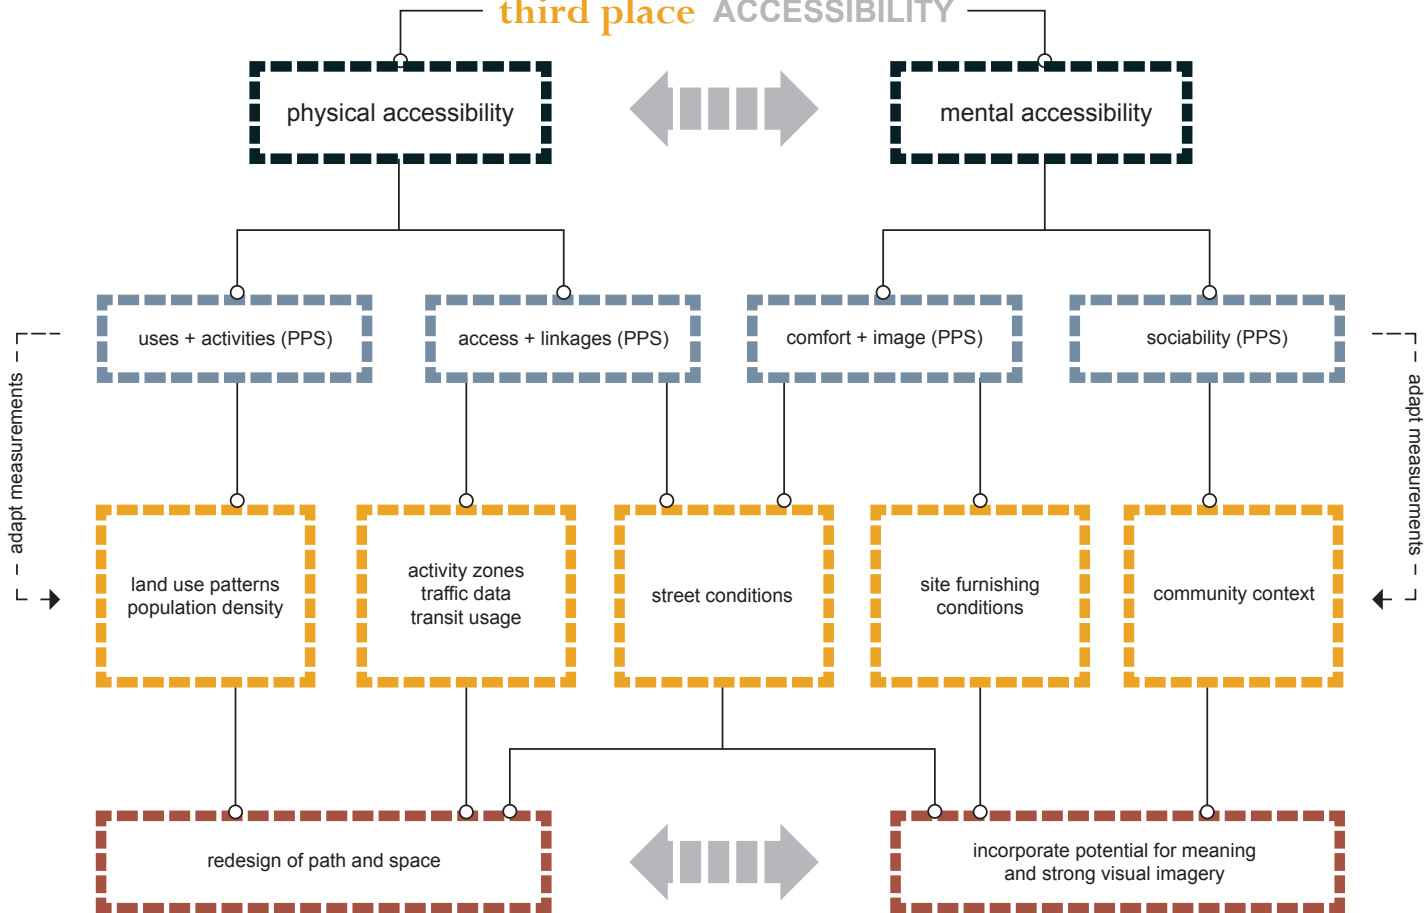 third place ACCESSIBILITY
physical accessibility
mental accessibility
uses + activities (PPS)
access + linkages (PPS)
comfort + image (PPS)
sociability (PPS)
adapt measurements
adapt measurements
land use patterns
population density
activity zones
traffic data
transit usage
street conditions
site furnishing
conditions
community context
redesign of path and space
incorporate potential for meaning
and strong visual imagery